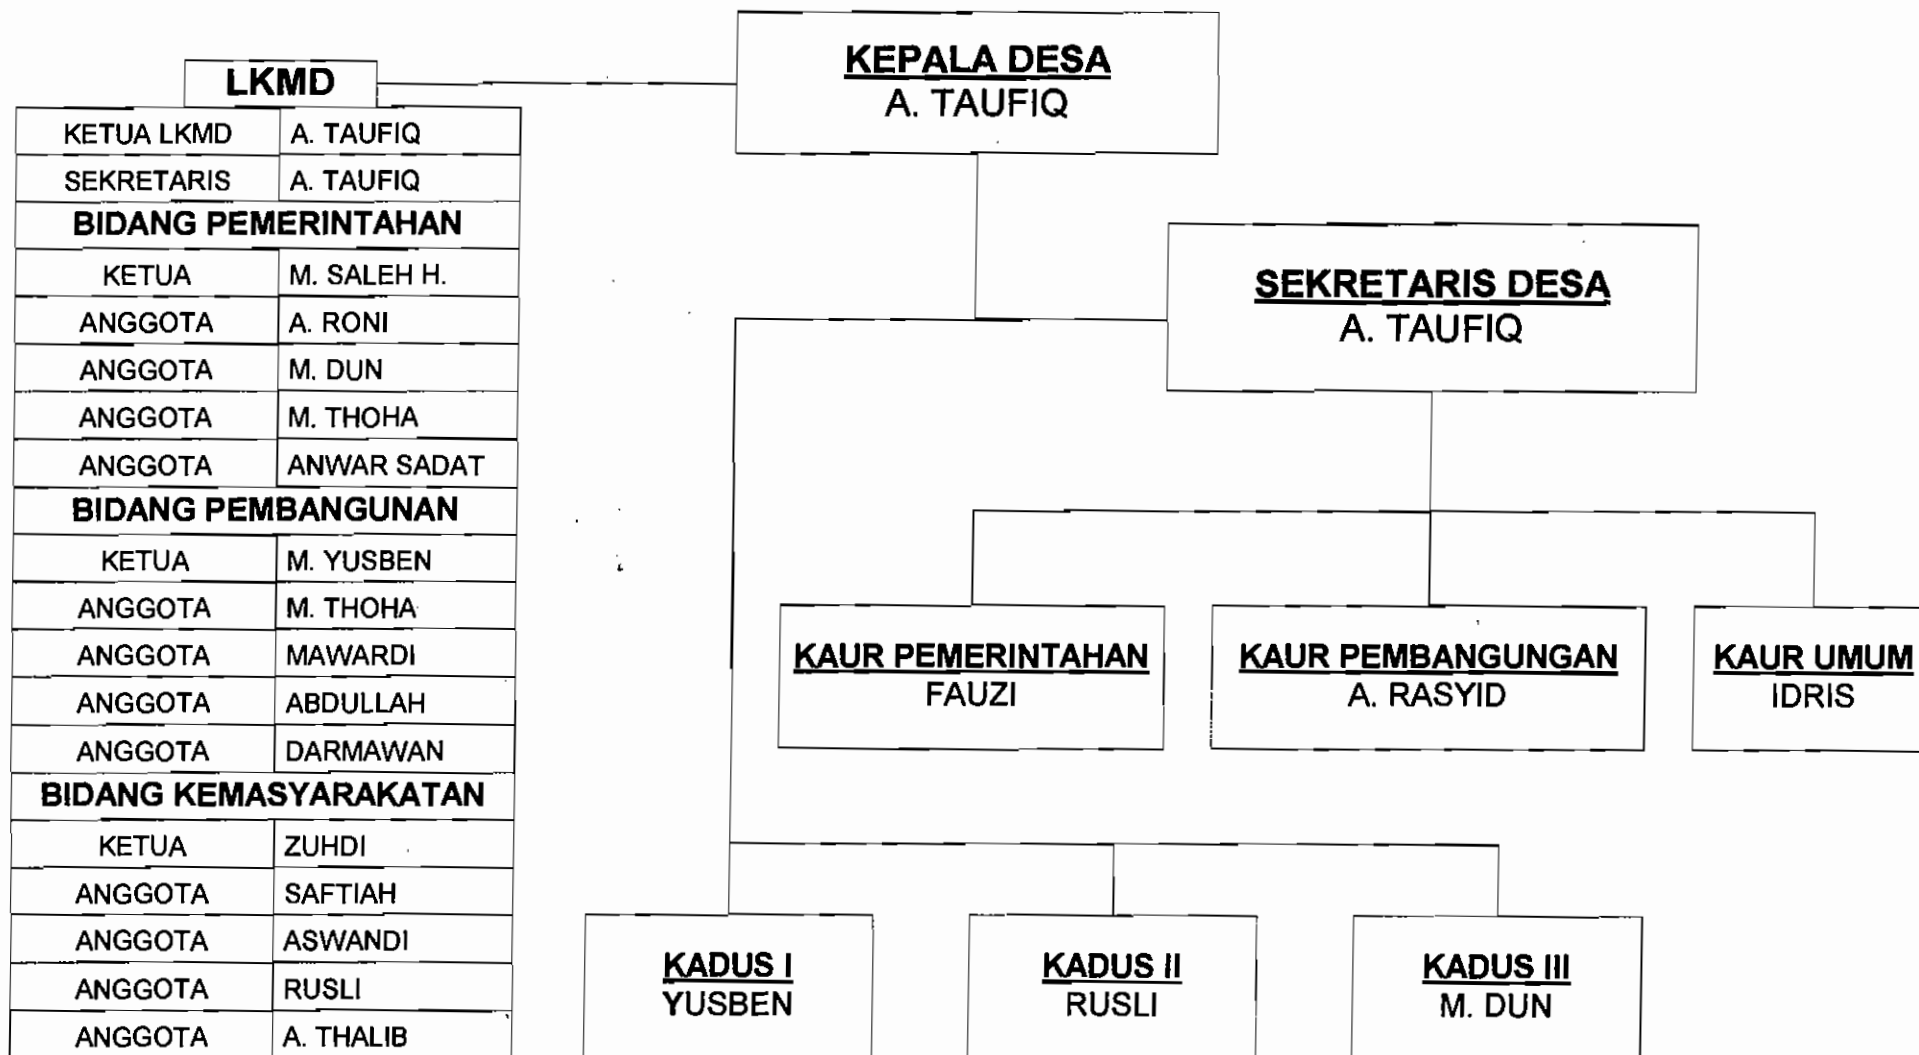 LKMD
KETUA LKMD A. TAUFIQ
SEKRETARIS A. TAUFIQ
BIDANG PEMERINTAHAN
KETUA M. SALEH H.
ANGGOTA A. RONI
ANGGOTA M. DUN
ANGGOTA M. THOHA
ANGGOTA ANWAR SADAT
BIDANG PEMBANGUNAN
KETUA M. YUSBEN
ANGGOTA M. THOHA
ANGGOTA MAWARDI
ANGGOTA ABDULLAH
ANGGOTA DARMAWAN
BIDANG KEMASYARAKATAN
KETUA ZUHDI
ANGGOTA SAFTIAH
ANGGOTA ASWANDI
ANGGOTA RUSLI
ANGGOTA A. THALIB
KEPALA DESA
A. TAUFIQ
SEKRETARIS DESA
A. TAUFIQ
KAUR PEMERINTAHAN
FAUZI
KAUR PEMBANGUNGAN
A. RASYID
KAUR UMUM
IDRIS
KADUS I
YUSBEN
KADUS II
RUSLI
KADUS III
M. DUN